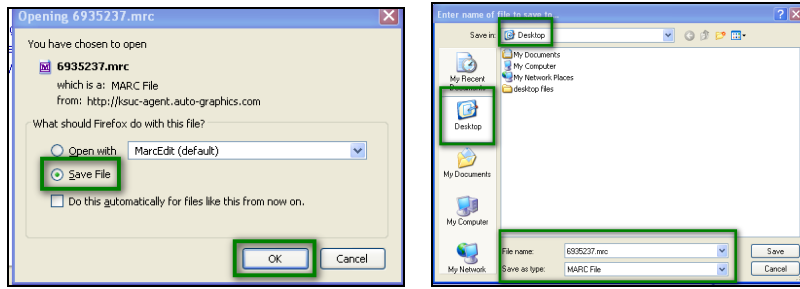 Opening 6935237.mrc
You have chosen to open
6935237.mrc
which is a: MARC File
from: http://ksuc-agent.auto-graphics.com
What should Firefox do with this file?
Open with MarcEdit (default)
Save File
Do this automatically for files like this from now on.
OK Cancel
Enter name of file to save to...
Save in: Desktop
My Recent Documents
Desktop
My Documents
My Computer
My Network
My Documents
My Computer
My Network Places
desktop files
File name: 6935237.mrc Save
Save as type: MARC File Cancel